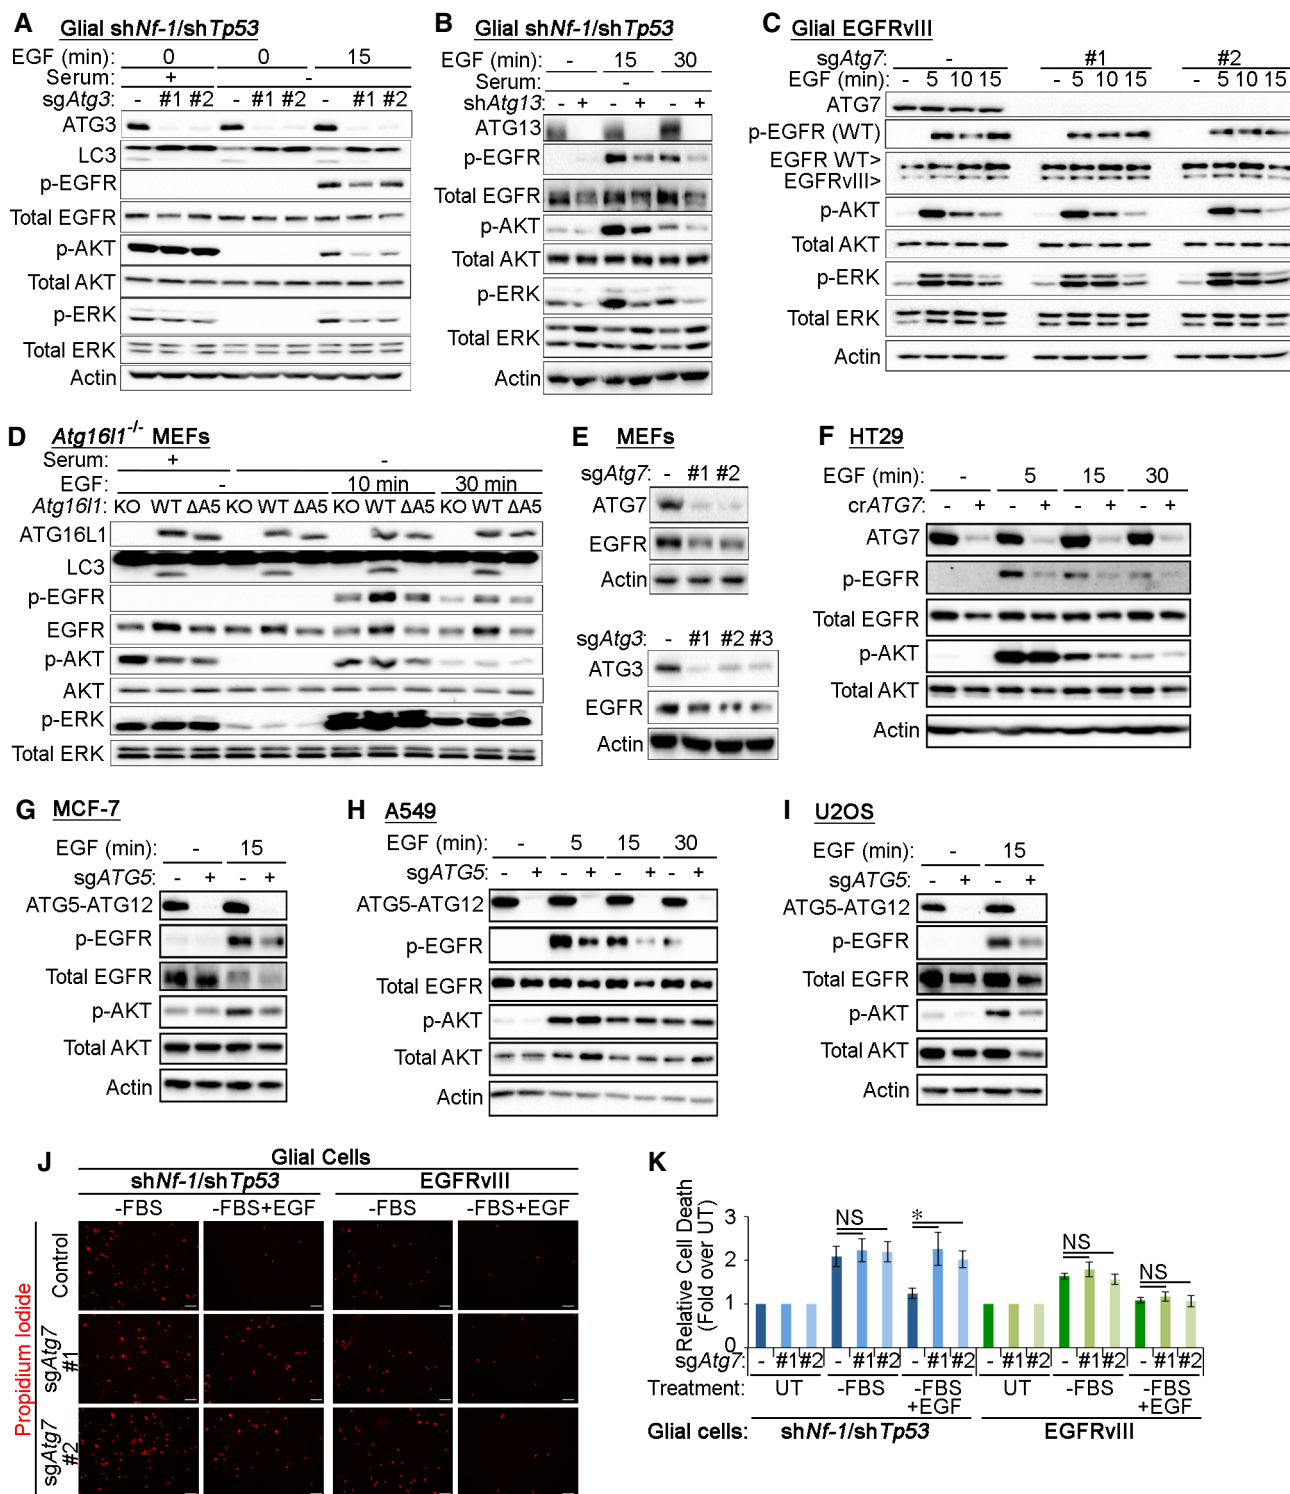 A Glial shNf-1/shTp53
EGF (min): 0 0 15
Serum: + -
sgAtg3: - #1 #2 - #1 #2 - #1 #2
ATG3
LC3
p-EGFR
Total EGFR
p-AKT
Total AKT
p-ERK
Total ERK
Actin
B Glial shNf-1/shTp53
EGF (min): - 15 30
Serum: -
shAtg13: - + - + - +
ATG13
p-EGFR
Total EGFR
p-AKT
Total AKT
p-ERK
Total ERK
Actin
C Glial EGFRvIII
sgAtg7: - #1 #2
EGF (min): - 5 10 15 - 5 10 15 - 5 10 15
ATG7
p-EGFR (WT)
EGFR WT>
EGFRvIII>
p-AKT
Total AKT
p-ERK
Total ERK
Actin
D Atg16l1-/- MEFs
Serum: + -
EGF: - 10 min 30 min
Atg16l1: KO WT ΔA5 KO WT ΔA5 KO WT ΔA5 KO WT ΔA5
ATG16L1
LC3
p-EGFR
EGFR
p-AKT
AKT
p-ERK
Total ERK
E MEFs
sgAtg7: - #1 #2
ATG7
EGFR
Actin
sgAtg3: - #1 #2 #3
ATG3
EGFR
Actin
F HT29
EGF (min): - 5 15 30
crATG7: - + - + - + - +
ATG7
p-EGFR
Total EGFR
p-AKT
Total AKT
Actin
G MCF-7
EGF (min): - 15
sgATG5: - + - +
ATG5-ATG12
p-EGFR
Total EGFR
p-AKT
Total AKT
Actin
H A549
EGF (min): - 5 15 30
sgATG5: - + - + - + - +
ATG5-ATG12
p-EGFR
Total EGFR
p-AKT
Total AKT
Actin
I U2OS
EGF (min): - 15
sgATG5: - + - +
ATG5-ATG12
p-EGFR
Total EGFR
p-AKT
Total AKT
Actin
J Glial Cells
shNf-1/shTp53 EGFRvIII
-FBS -FBS+EGF -FBS -FBS+EGF
Propidium Iodide
Control
sgAtg7 #1
sgAtg7 #2
K
Relative Cell Death
(Fold over UT)
3
2
1
0
NS * NS NS
sgAtg7: - #1 #2 - #1 #2 - #1 #2 - #1 #2 - #1 #2 - #1 #2
Treatment: UT -FBS -FBS +EGF UT -FBS -FBS +EGF
Glial cells: shNf-1/shTp53 EGFRvIII